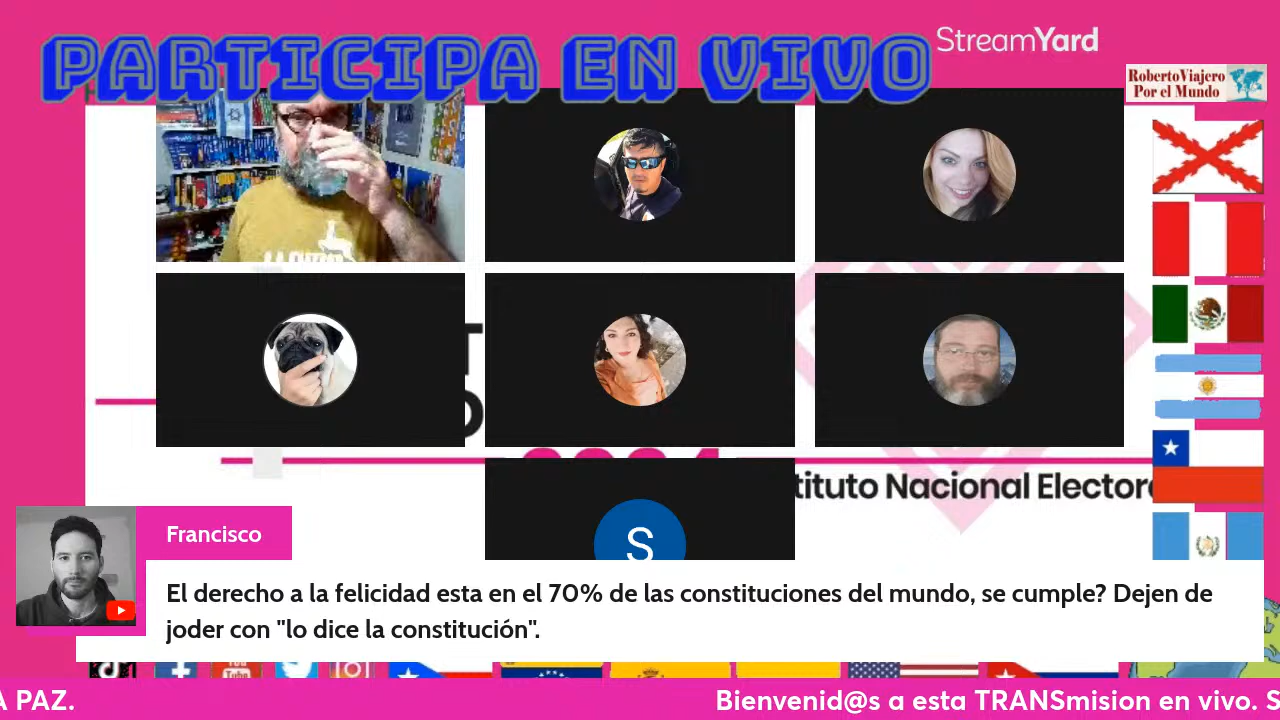 PARTICIPA EN VIVO
StreamYard
RobertoViajero
Por el Mundo
tituto Nacional Elector
S
Francisco
El derecho a la felicidad esta en el 70% de las constituciones del mundo, se cumple? Dejen de
joder con "lo dice la constitución".
A PAZ.
Bienvenid@s a esta TRANSmision en vivo. S